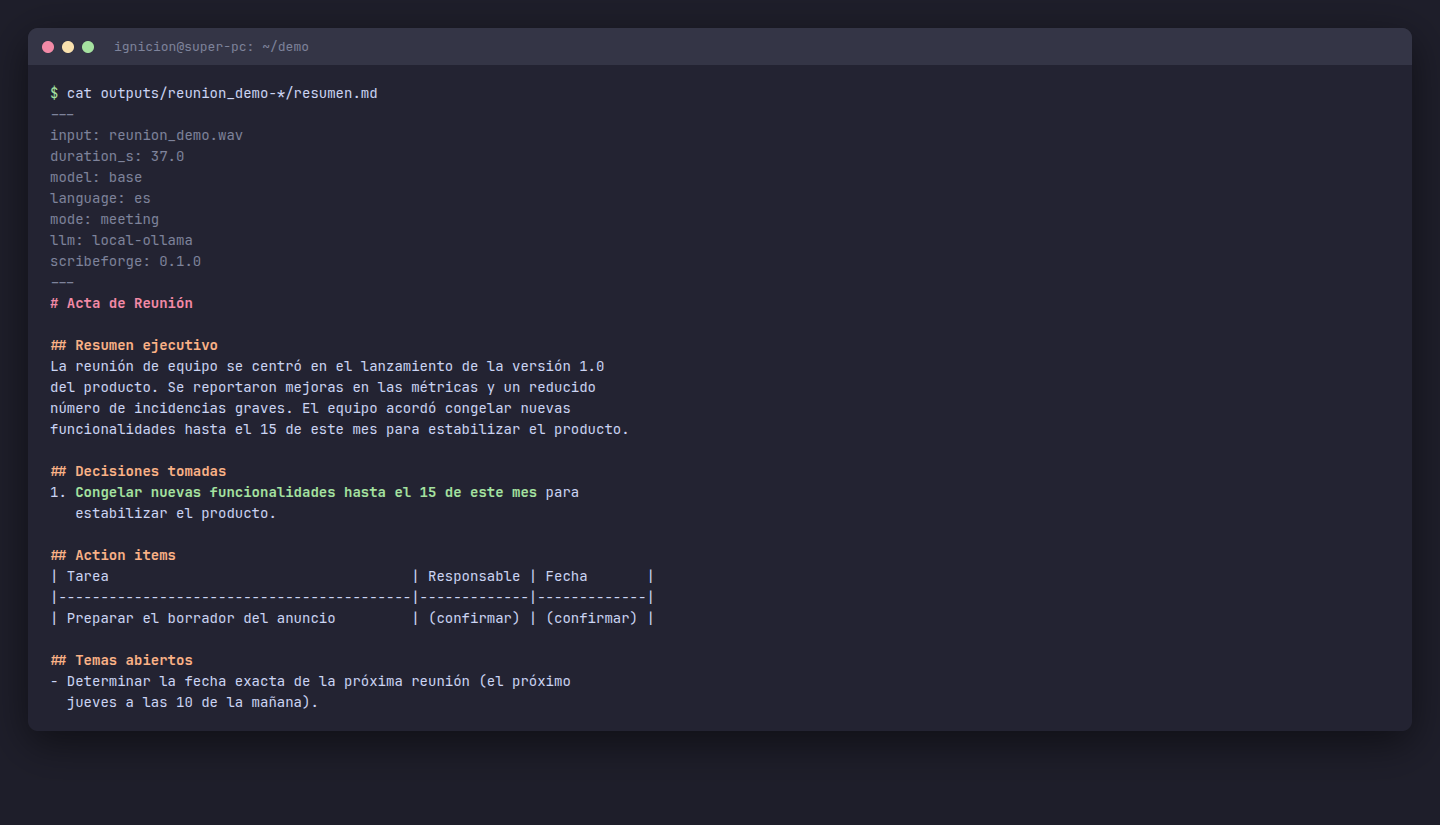 ignicion@super-pc: ~/demo
$ cat outputs/reunion_demo-*/resumen.md
---
input: reunion_demo.wav
duration_s: 37.0
model: base
language: es
mode: meeting
llm: local-ollama
scribeforge: 0.1.0
---
# Acta de Reunión
## Resumen ejecutivo
La reunión de equipo se centró en el lanzamiento de la versión 1.0
del producto. Se reportaron mejoras en las métricas y un reducido
número de incidencias graves. El equipo acordó congelar nuevas
funcionalidades hasta el 15 de este mes para estabilizar el producto.
## Decisiones tomadas
1. Congelar nuevas funcionalidades hasta el 15 de este mes para
   estabilizar el producto.
## Action items
| Tarea                                    | Responsable | Fecha       |
|------------------------------------------|-------------|-------------|
| Preparar el borrador del anuncio         | (confirmar) | (confirmar) |
## Temas abiertos
- Determinar la fecha exacta de la próxima reunión (el próximo
  jueves a las 10 de la mañana).